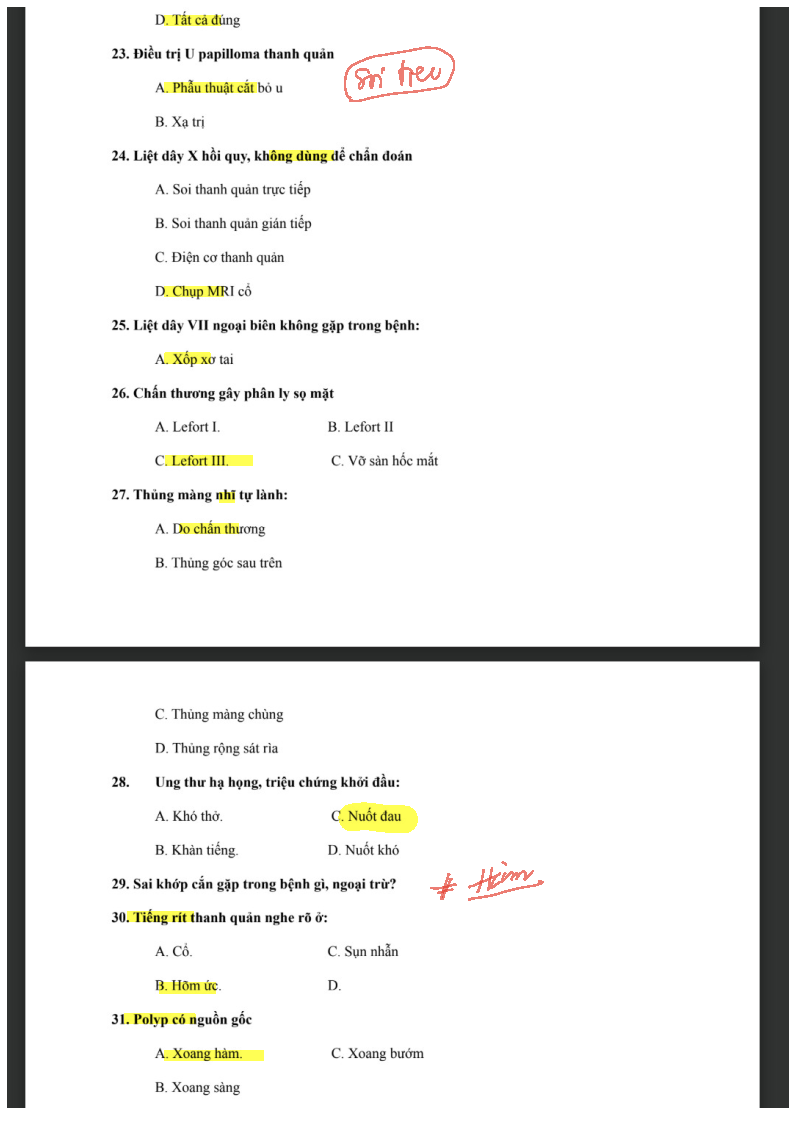 D. Tất cả đúng
23. Điều trị U papilloma thanh quản
soi treo
A. Phẫu thuật cắt bỏ u
B. Xạ trị
24. Liệt dây X hồi quy, không dùng để chẩn đoán
A. Soi thanh quản trực tiếp
B. Soi thanh quản gián tiếp
C. Điện cơ thanh quản
D. Chụp MRI cổ
25. Liệt dây VII ngoại biên không gặp trong bệnh:
A. Xốp xơ tai
26. Chấn thương gây phân ly sọ mặt
A. Lefort I. B. Lefort II
C. Lefort III. C. Vỡ sàn hốc mắt
27. Thủng màng nhĩ tự lành:
A. Do chấn thương
B. Thủng góc sau trên
C. Thủng màng chùng
D. Thủng rộng sát rìa
28. Ung thư hạ họng, triệu chứng khởi đầu:
A. Khó thở. C. Nuốt đau
B. Khàn tiếng. D. Nuốt khó
29. Sai khớp cắn gặp trong bệnh gì, ngoại trừ?
30. Tiếng rít thanh quản nghe rõ ở:
A. Cổ. C. Sụn nhẫn
B. Hõm ức. D.
31. Polyp có nguồn gốc
A. Xoang hàm. C. Xoang bướm
B. Xoang sàng